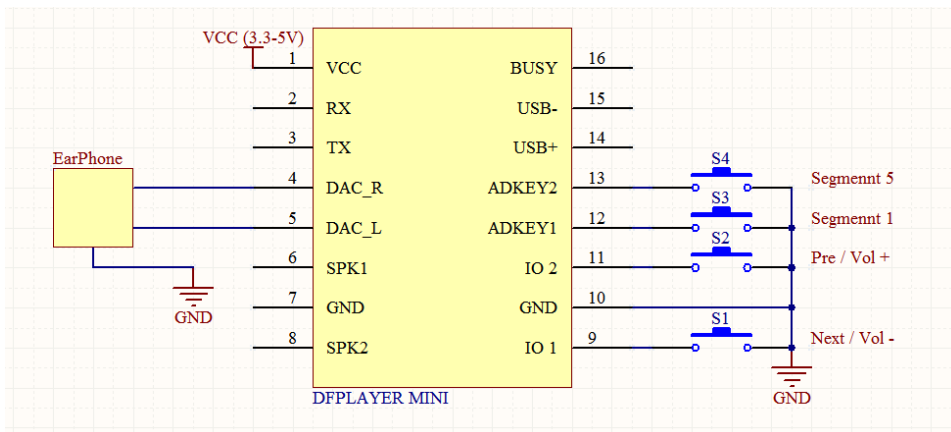 VCC (3.3-5V)
1 VCC BUSY 16
2 RX USB- 15
3 TX USB+ 14
EarPhone
4 DAC_R ADKEY2 13 S4 Segmennt 5
5 DAC_L ADKEY1 12 S3 Segmennt 1
6 SPK1 IO 2 11 S2 Pre / Vol +
7 GND GND 10
GND
8 SPK2 IO 1 9 S1 Next / Vol -
DFPLAYER MINI
GND